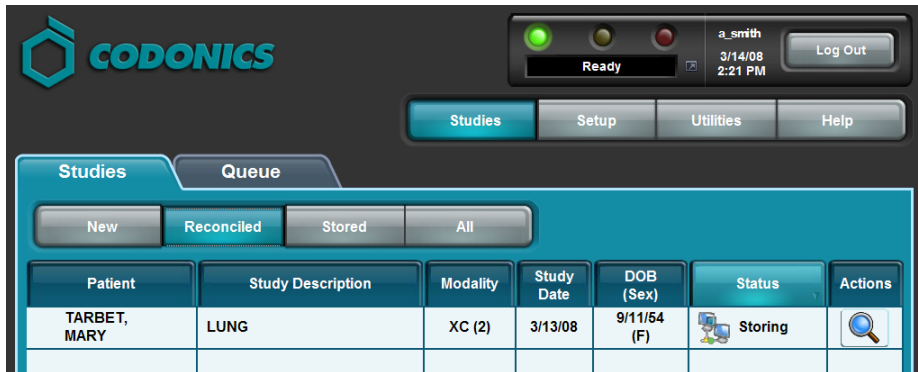 CODONICS
a_smith
3/14/08
2:21 PM
Ready
Log Out
Studies Setup Utilities Help
Studies Queue
New Reconciled Stored All
Patient Study Description Modality Study Date DOB (Sex) Status Actions
TARBET, MARY LUNG XC (2) 3/13/08 9/11/54 (F) Storing